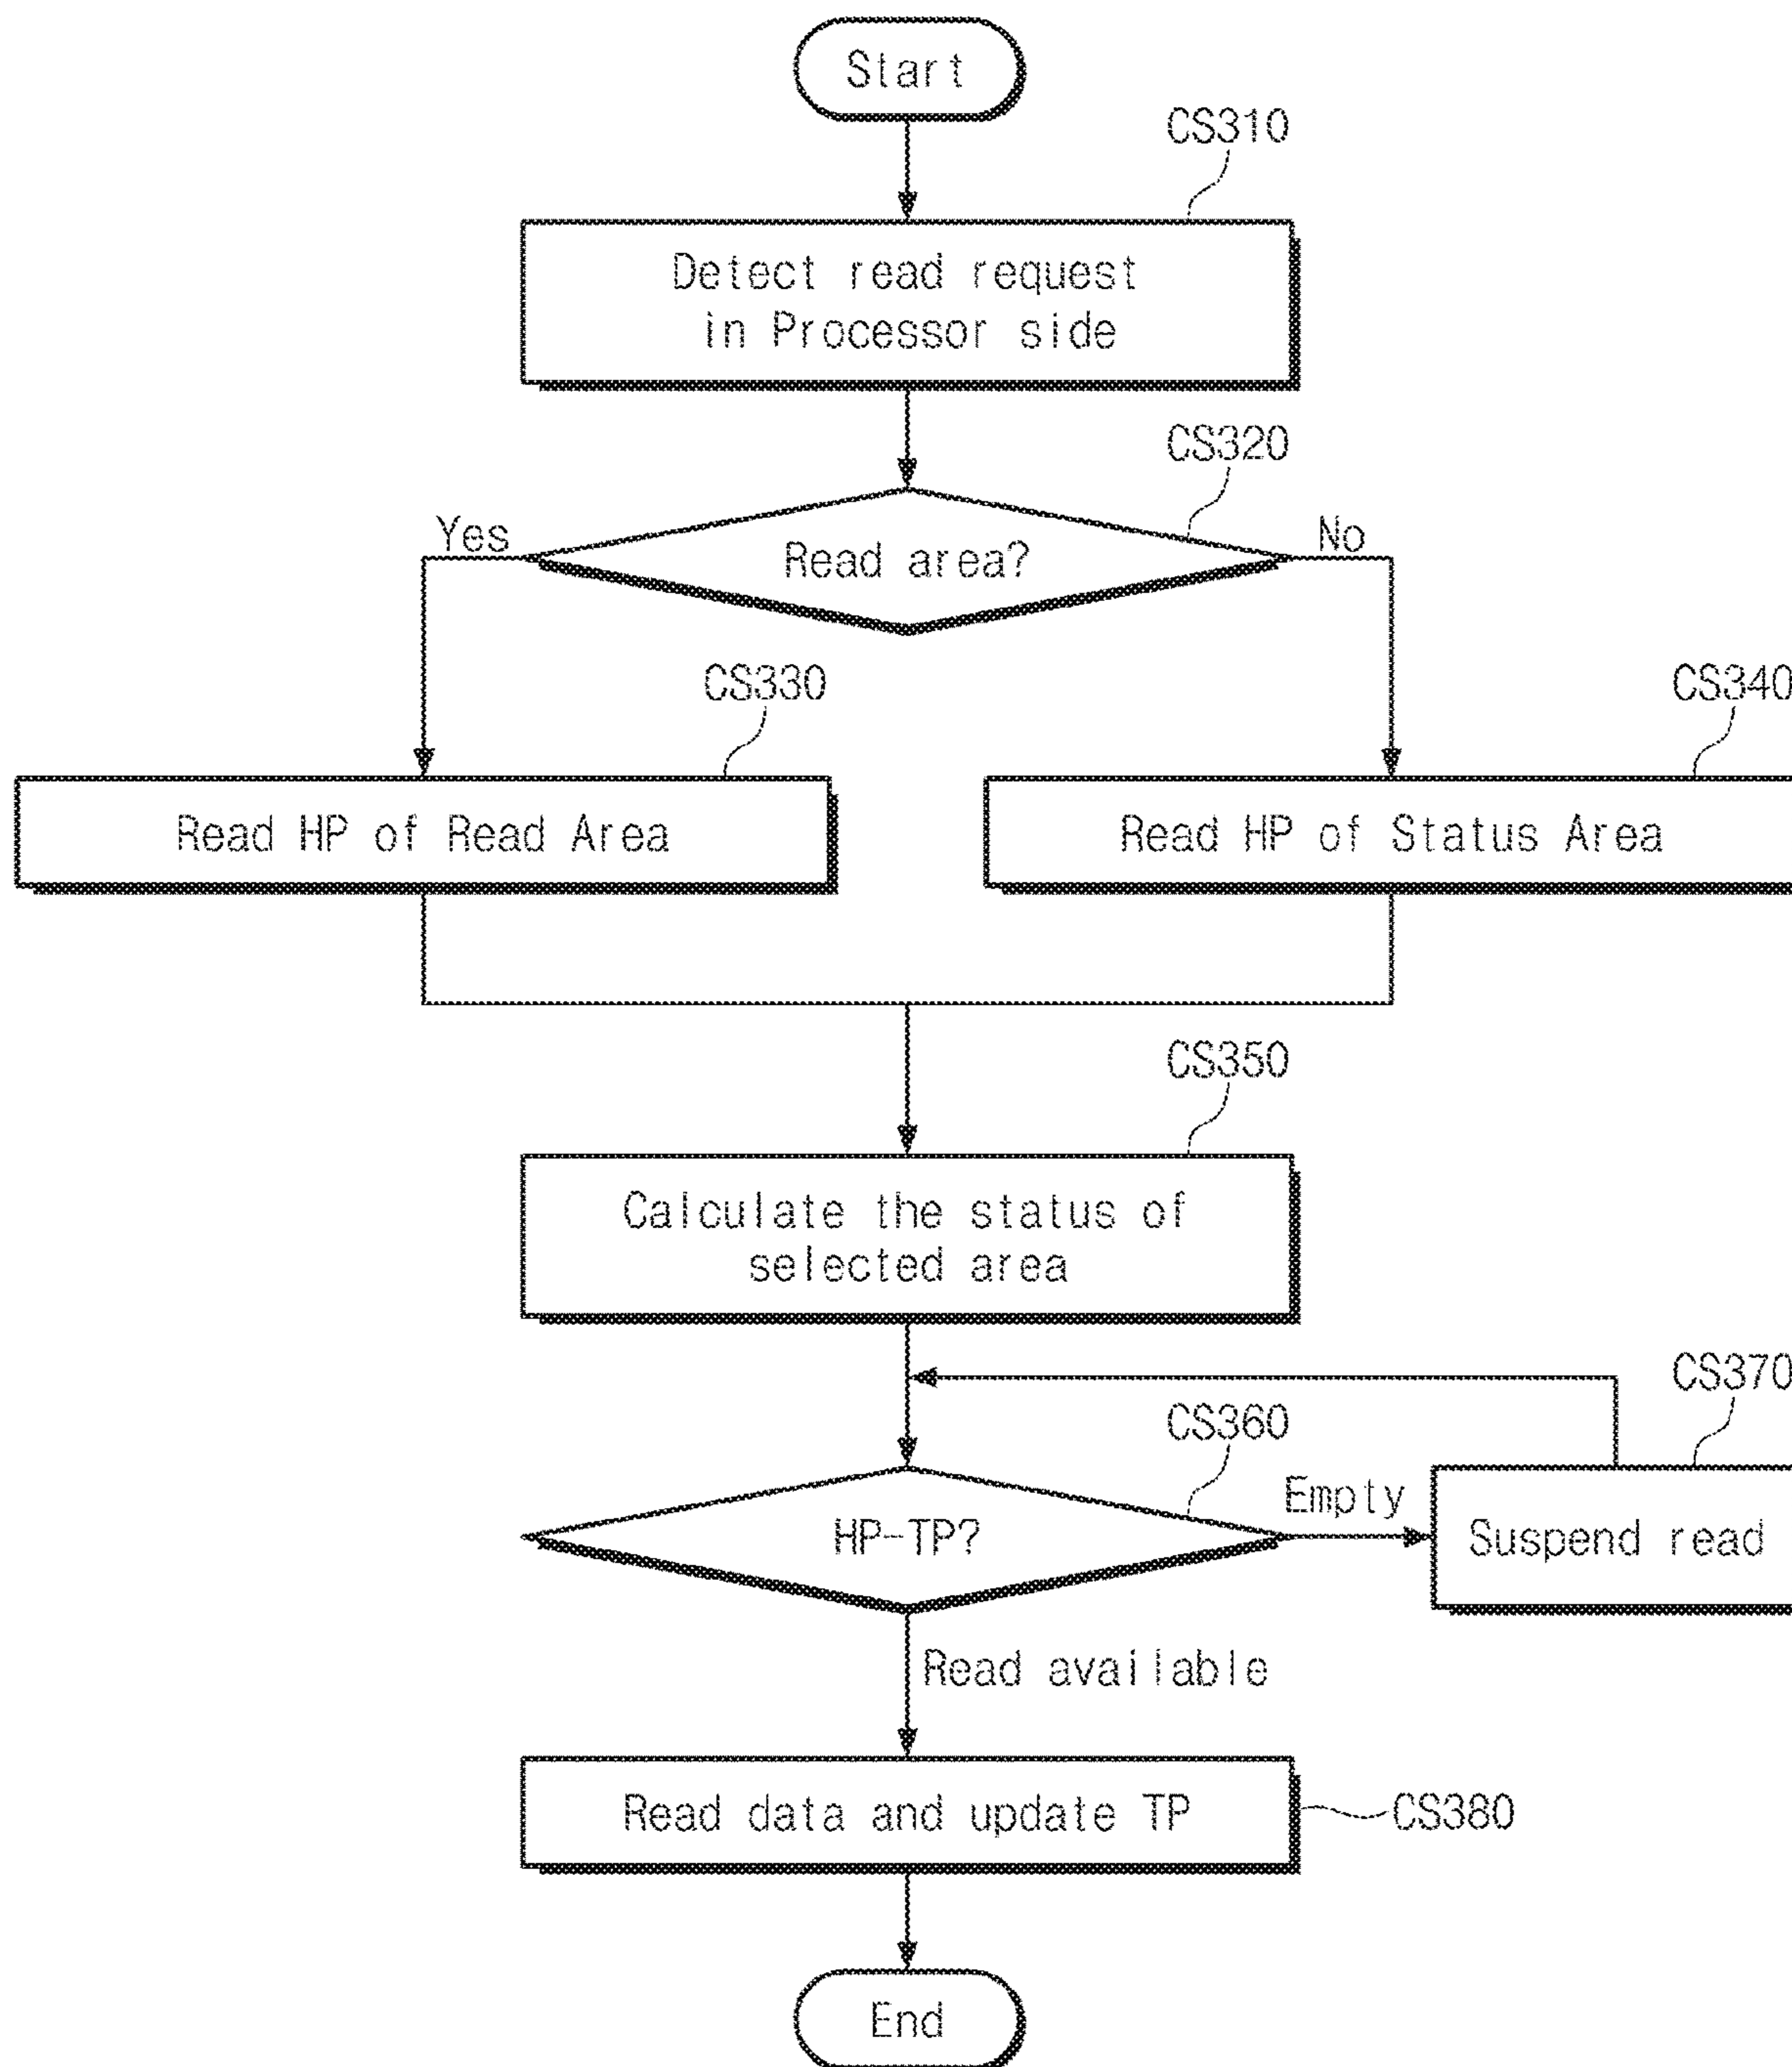 Start
CS310
Detect read request
in Processor side
CS320
Yes
No
Read area?
CS330
CS340
Read HP of Read Area
Read HP of Status Area
CS350
Calculate the status of
selected area
CS370
CS360
Empty
HP-TP?
Suspend read
Read available
Read data and update TP
CS380
End